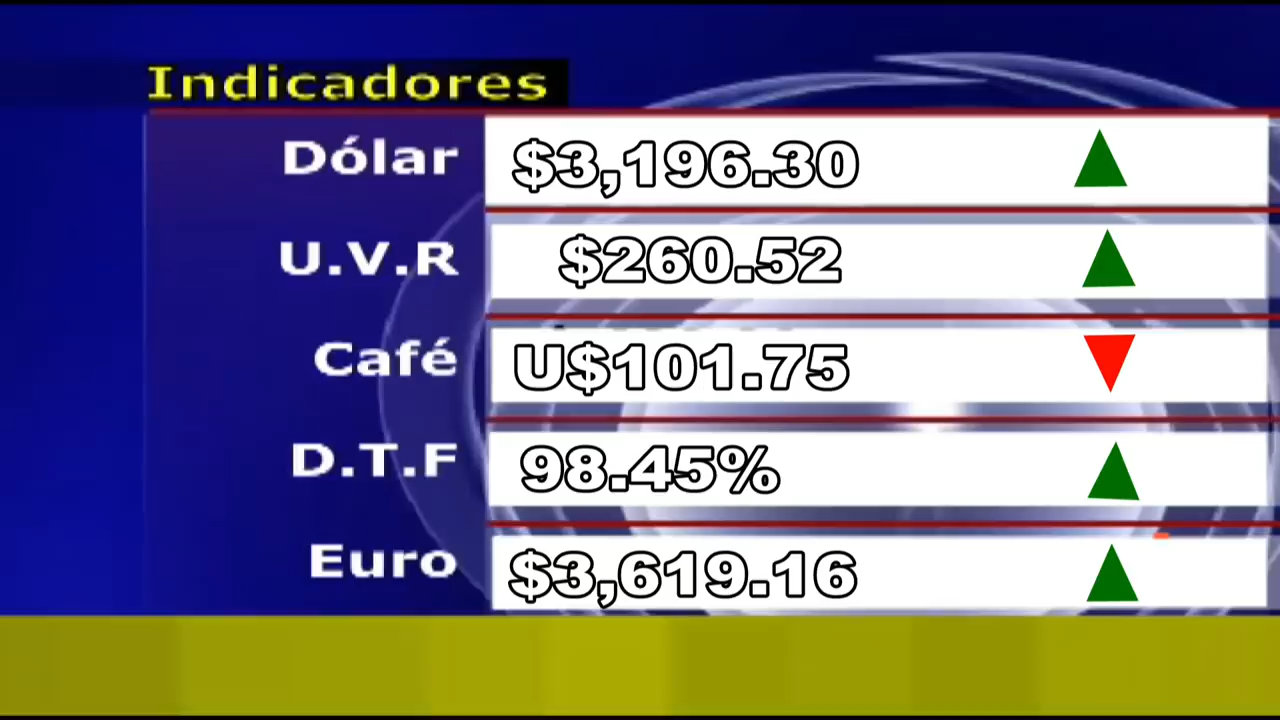 Indicadores
Dólar $3,196.30
U.V.R $260.52
Café U$101.75
D.T.F 98.45%
Euro $3,619.16